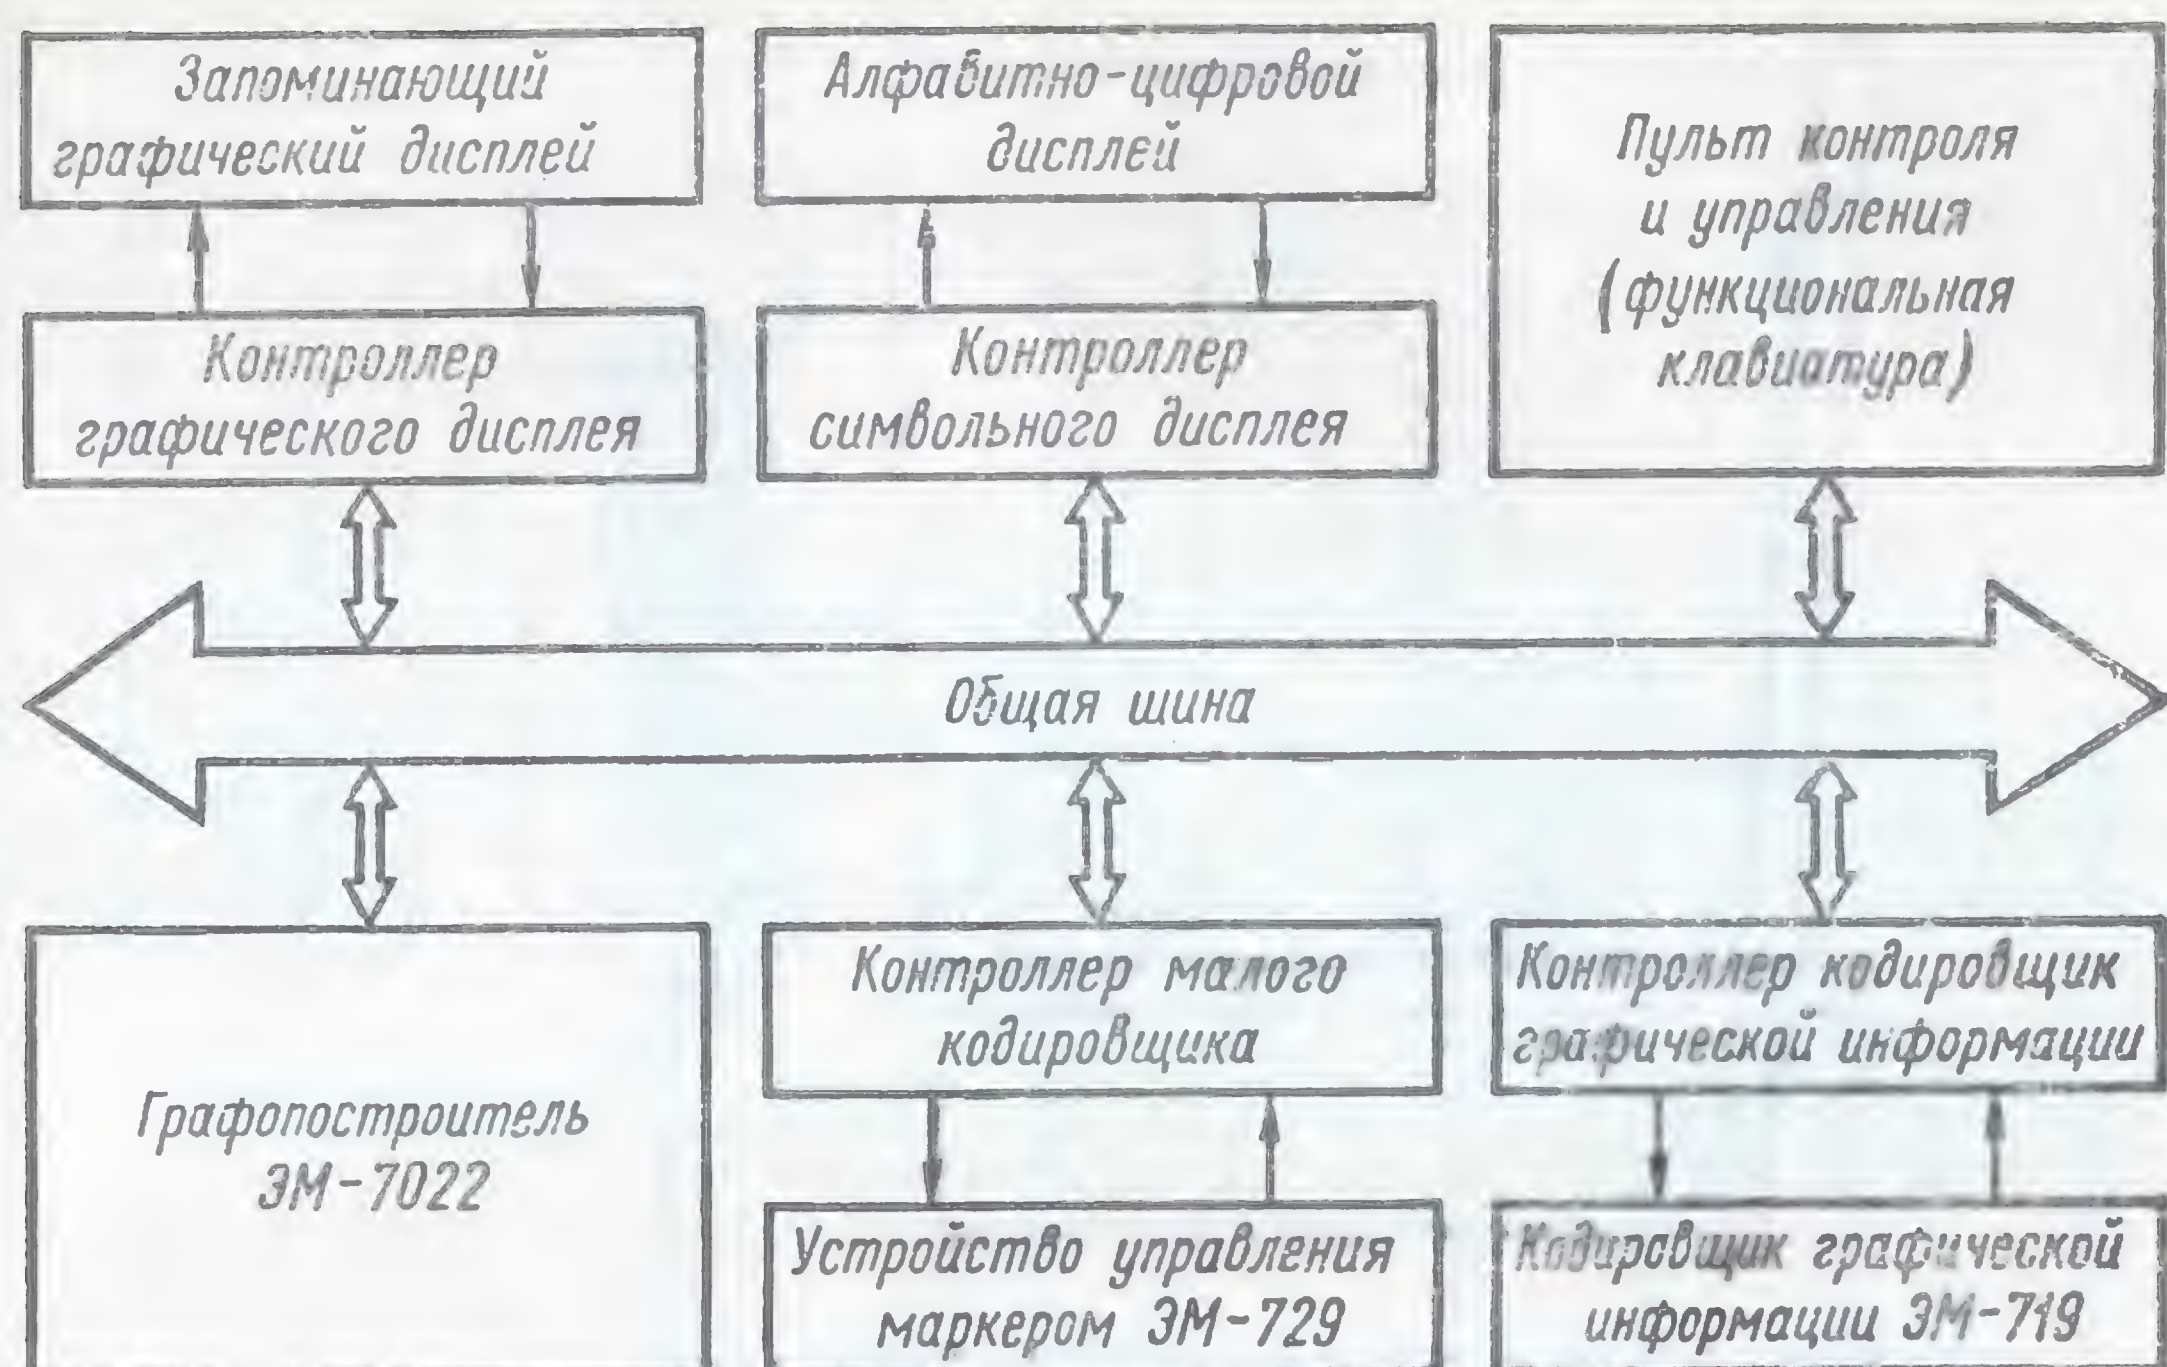 Запоминающий
графический дисплей
Алфавитно-цифровой
дисплей
Пульт контроля
и управления
(функциональная
клавиатура)
Контроллер
графического дисплея
Контроллер
символьного дисплея
Общая шина
Графопостроитель
ЭМ-7022
Контроллер малого
кодировщика
Контроллер кодировщик
графической информации
Устройство управления
маркером ЭМ-729
Кодировщик графической
информации ЭМ-719